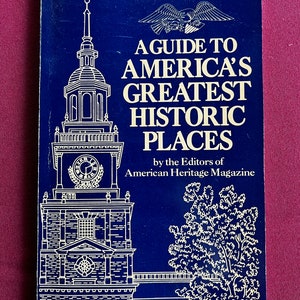 A GUIDE TO
AMERICA'S
GREATEST
HISTORIC
PLACES
by the Editors of
American Heritage Magazine